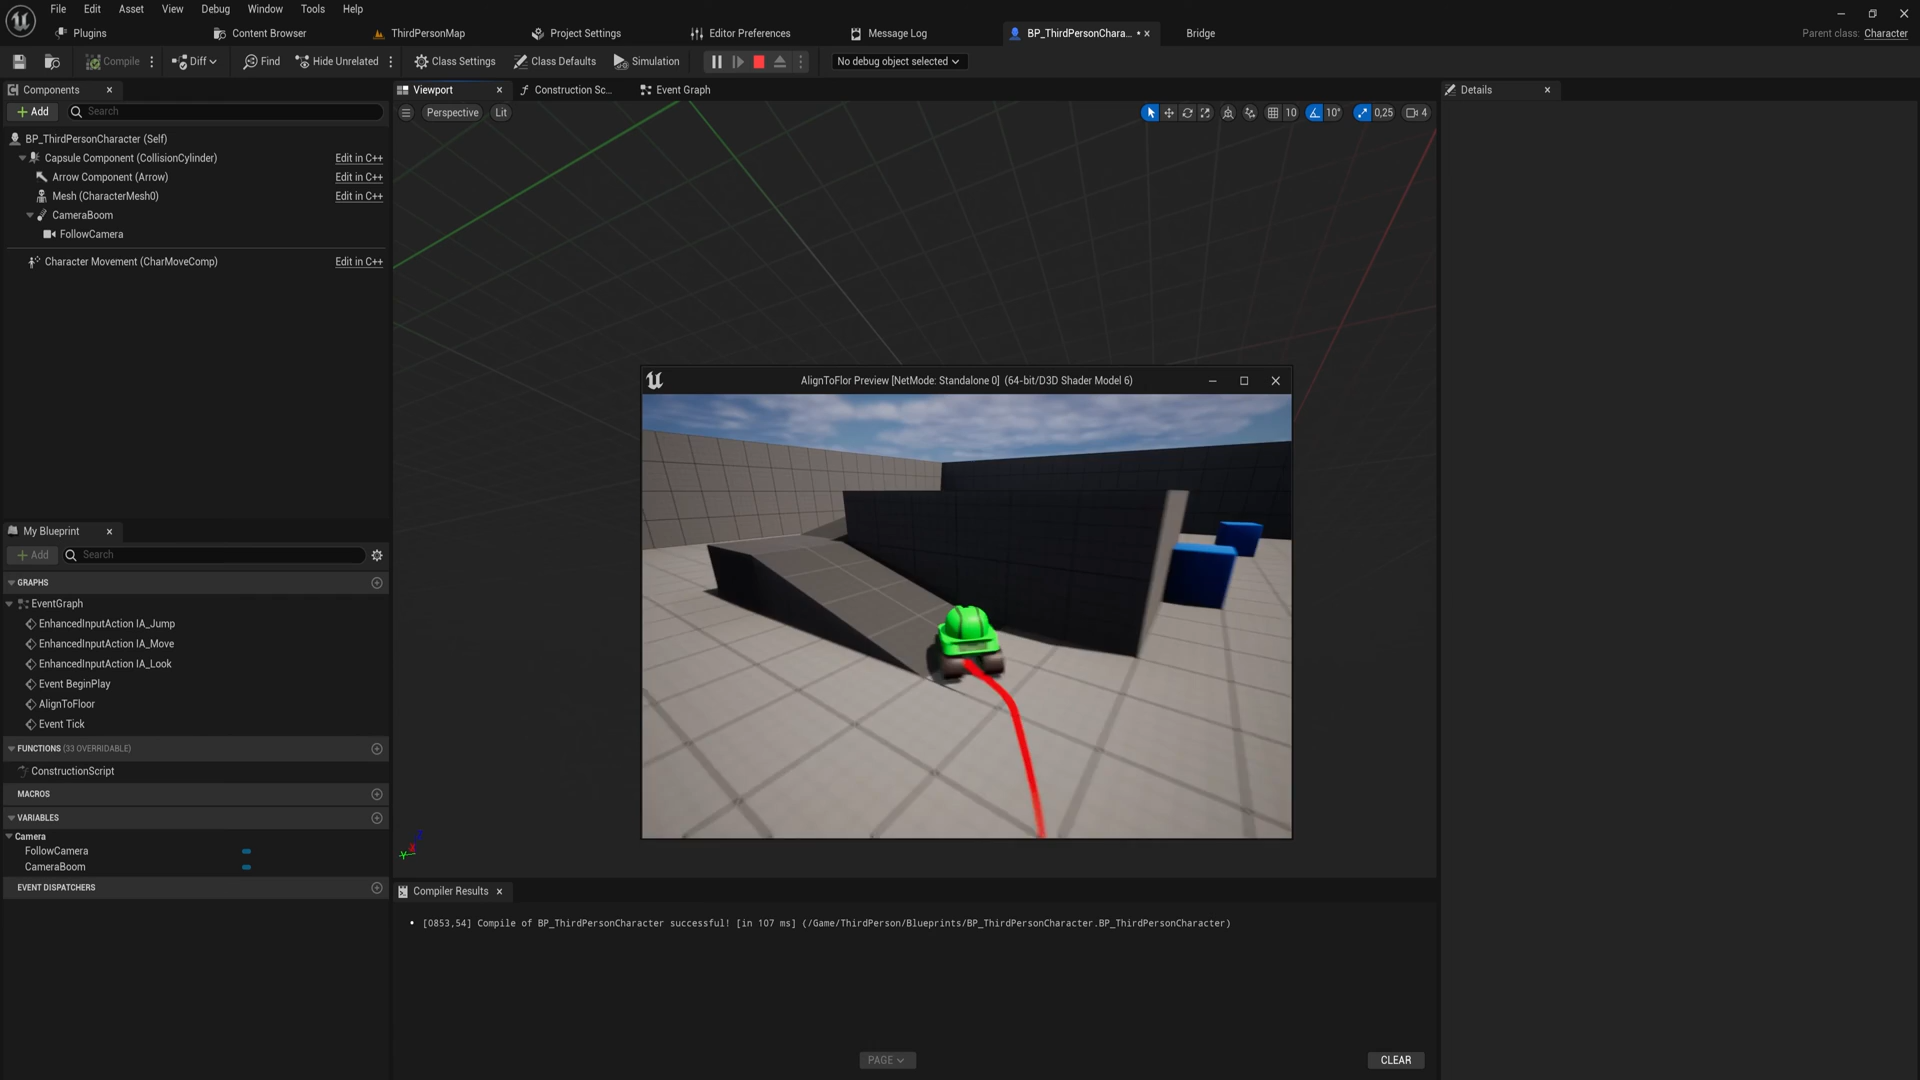 File Edit Asset View Window Debug Tools Help
Plugins Content Browser ThirdPersonMap Project Settings Editor Preferences Message Log BP_ThirdPersonChara... • × Bridge Parent class: Character
Compile Diff Find Hide Unrelated Class Settings Class Defaults Simulation No debug object selected
Components
+ Add Search
BP_ThirdPersonCharacter (Self)
Capsule Component (CollisionCylinder) Edit in C++
Arrow Component (Arrow) Edit in C++
Mesh (CharacterMesh0) Edit in C++
CameraBoom
FollowCamera
Character Movement (CharMoveComp) Edit in C++
My Blueprint
+ Add Search
GRAPHS
EventGraph
EnhancedInputAction IA_Jump
EnhancedInputAction IA_Move
EnhancedInputAction IA_Look
Event BeginPlay
AlignToFloor
Event Tick
FUNCTIONS (33 OVERRIDABLE)
ConstructionScript
MACROS
VARIABLES
Camera
FollowCamera
CameraBoom
EVENT DISPATCHERS
Viewport Construction Sc... Event Graph
Perspective Lit 10 10° 0,25 4
AlignToFlor Preview [NetMode: Standalone 0] (64-bit/D3D Shader Model 6)
Compiler Results
• [0853,54] Compile of BP_ThirdPersonCharacter successful! [in 107 ms] (/Game/ThirdPerson/Blueprints/BP_ThirdPersonCharacter.BP_ThirdPersonCharacter)
PAGE CLEAR
Details